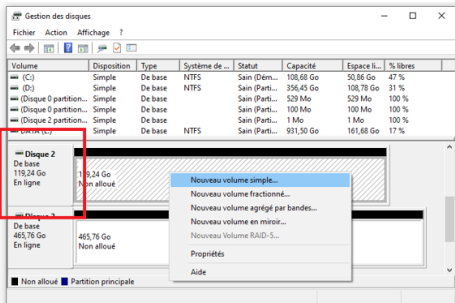 Gestion des disques
Fichier Action Affichage ?
Volume Disposition Type Système de ... Statut Capacité Espace li... % libres
(C:) Simple De base NTFS Sain (Dém... 108,68 Go 50,86 Go 47 %
(D:) Simple De base NTFS Sain (Parti... 356,45 Go 108,78 Go 31 %
(Disque 0 partition... Simple De base Sain (Parti... 529 Mo 529 Mo 100 %
(Disque 0 partition... Simple De base Sain (Parti... 100 Mo 100 Mo 100 %
(Disque 2 partition... Simple De base Sain (Parti... 1 Mo 1 Mo 100 %
DATA (E:) Simple De base NTFS Sain (Parti... 931,50 Go 161,68 Go 17 %
Disque 2
De base
119,24 Go
En ligne
119,24 Go
Non alloué
Nouveau volume simple...
Nouveau volume fractionné...
Nouveau volume agrégé par bandes...
Nouveau volume en miroir...
Nouveau Volume RAID-5...
Propriétés
Aide
De base
465,76 Go
En ligne
465,76 Go
Non alloué
Non alloué Partition principale